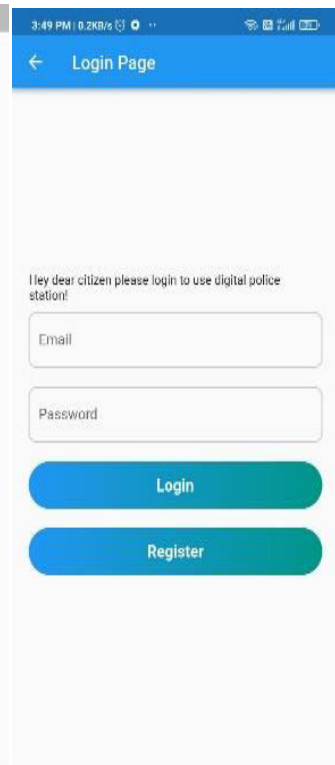 3:49 PM | 0.2KB/s
Login Page
Hey dear citizen please login to use digital police
station!
Email
Password
Login
Register